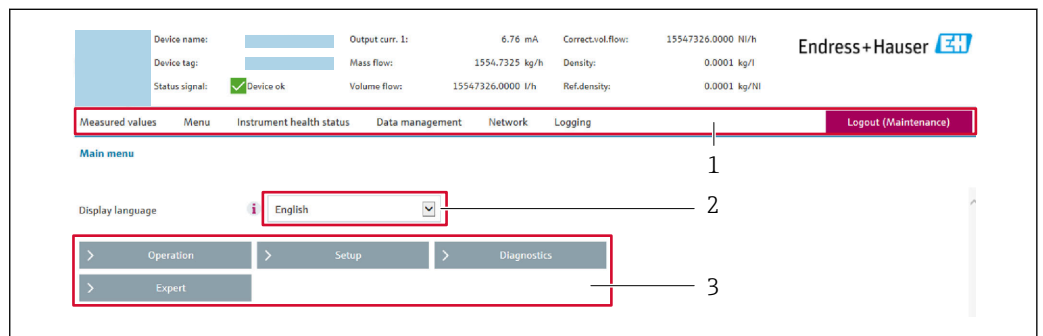 Device name:
Output curr. 1: 6.76 mA
Correct.vol.flow: 15547326.0000 Nl/h
Endress+Hauser EH
Device tag:
Mass flow: 1554.7325 kg/h
Density: 0.0001 kg/l
Status signal: Device ok
Volume flow: 15547326.0000 l/h
Ref.density: 0.0001 kg/Nl
Measured values Menu Instrument health status Data management Network Logging
Logout (Maintenance)
1
Main menu
Display language i English
2
> Operation
> Setup
> Diagnostics
> Expert
3